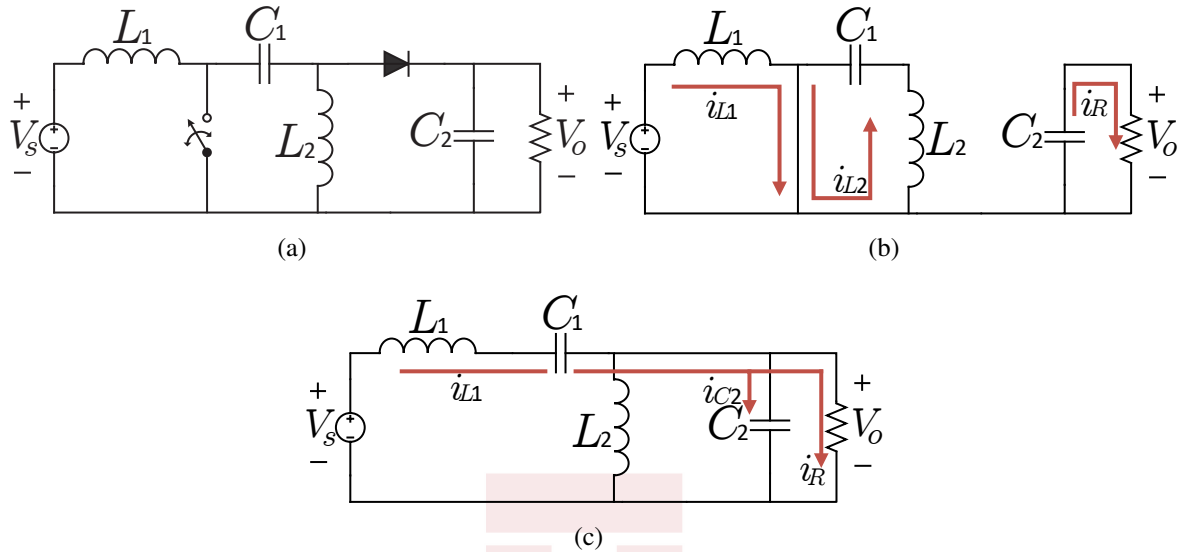 L1 C1
+ Vs −
L2 C2
+ Vo −
(a)
L1 C1
+ Vs −
iL1 iL2
L2 C2
iR
+ Vo −
(b)
L1 C1
+ Vs −
iL1
L2
iC2
C2
iR
+ Vo −
(c)